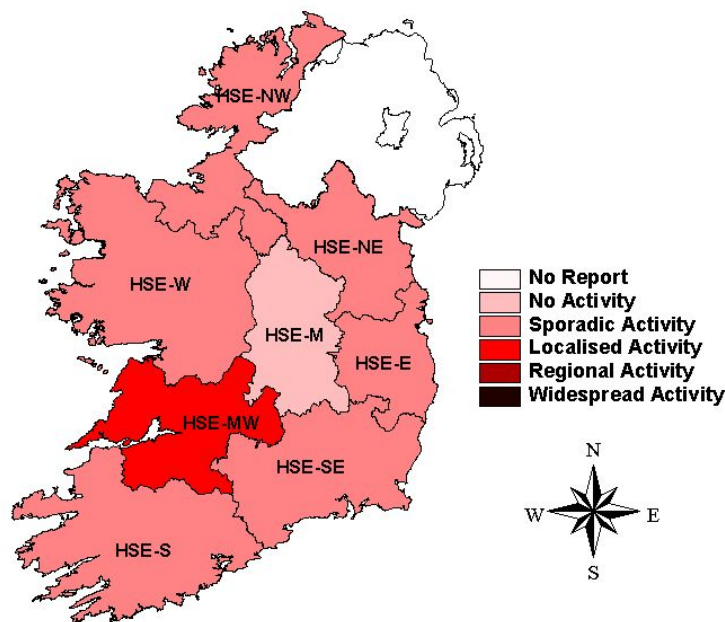 HSE-NW
HSE-NE
HSE-W
HSE-M
HSE-E
HSE-MW
HSE-SE
HSE-S
No Report
No Activity
Sporadic Activity
Localised Activity
Regional Activity
Widespread Activity
N
W E
S